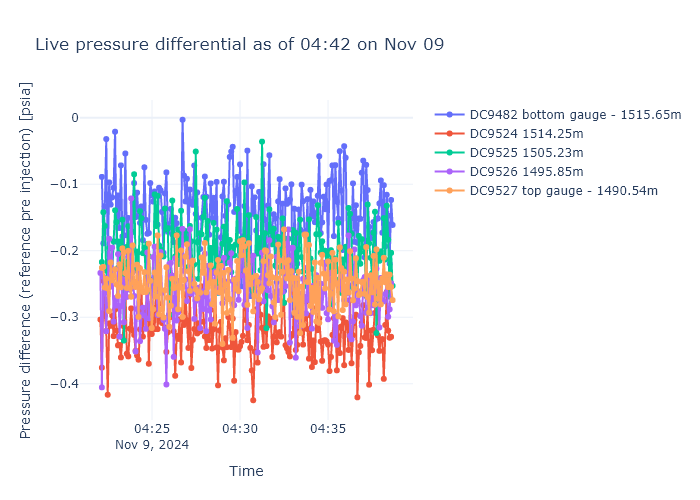 Live pressure differential as of 04:42 on Nov 09
Pressure difference (reference pre injection) [psia]
0
−0.1
−0.2
−0.3
−0.4
04:25
Nov 9, 2024
04:30
04:35
Time
DC9482 bottom gauge - 1515.65m
DC9524 1514.25m
DC9525 1505.23m
DC9526 1495.85m
DC9527 top gauge - 1490.54m